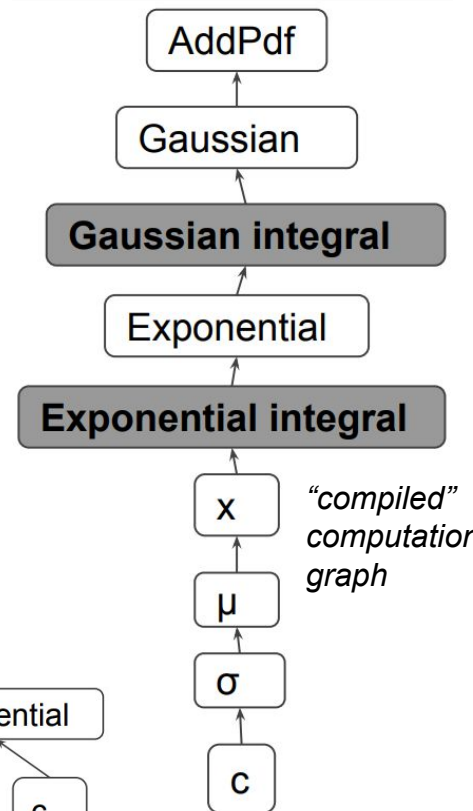 AddPdf
Gaussian
Gaussian integral
Exponential
Exponential integral
x
“compiled”
computation
graph
μ
σ
ential
c
c